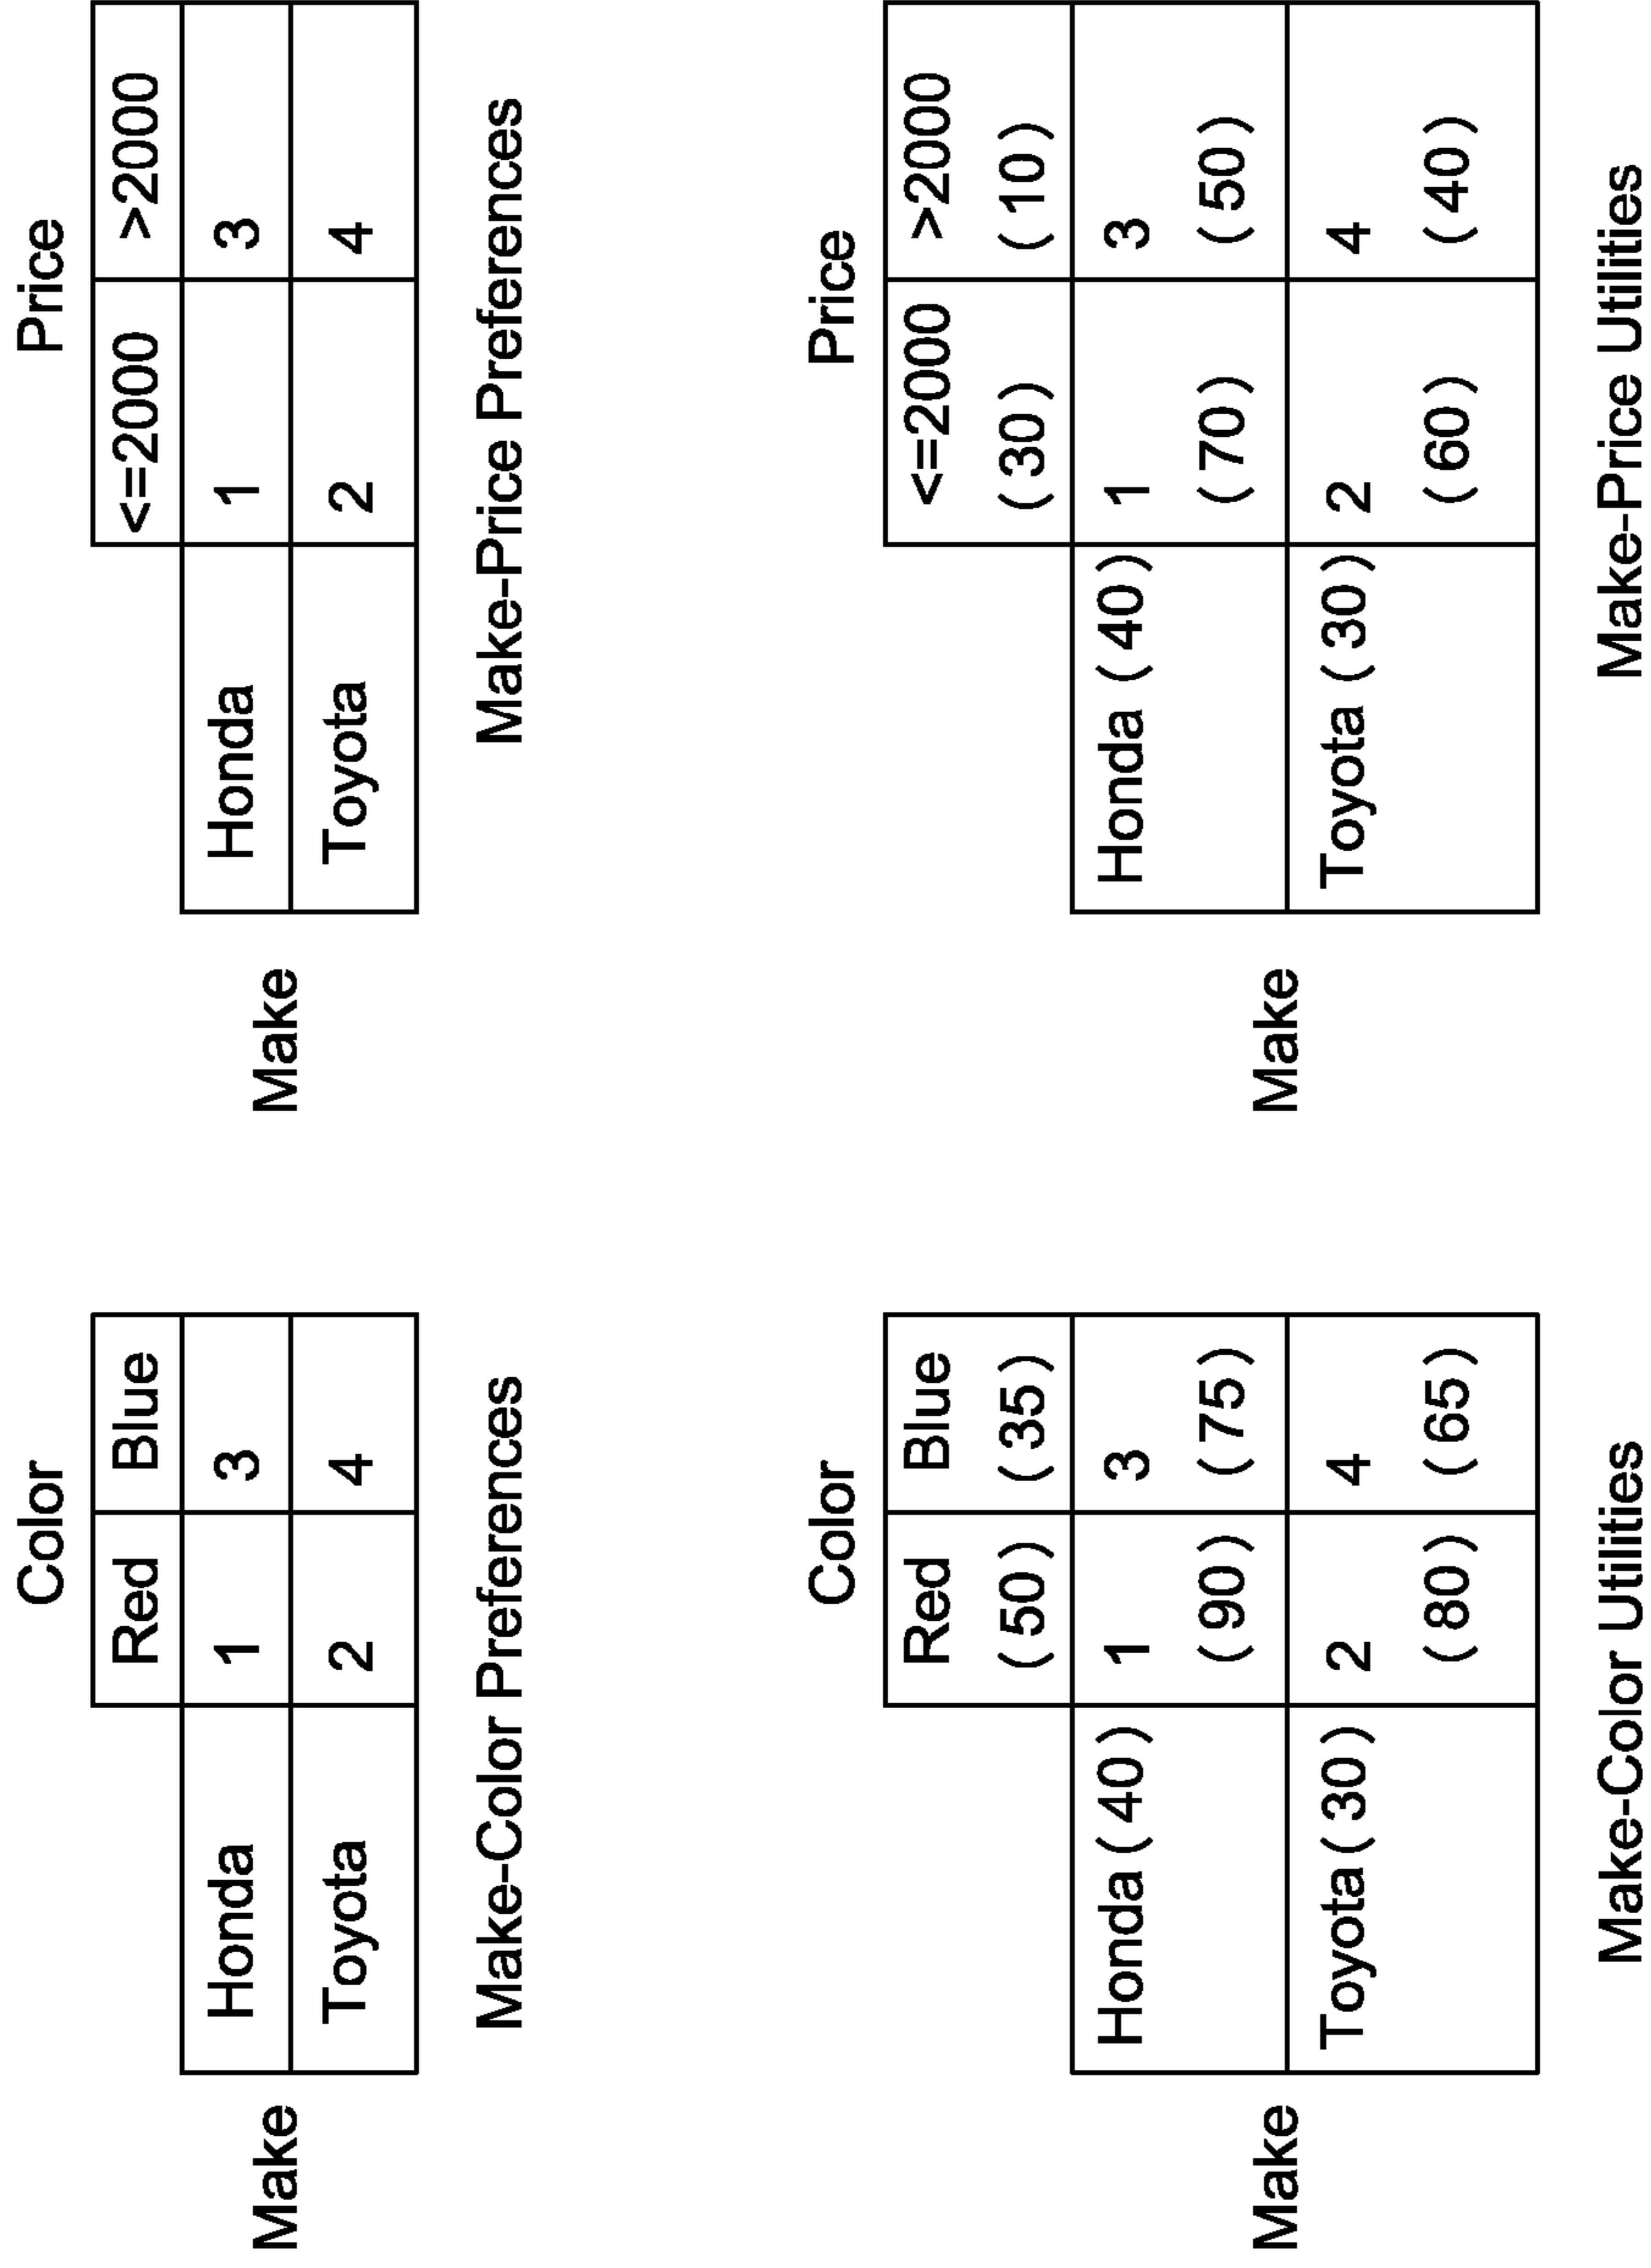 Color
Red Blue
Make
Honda 1 3
Toyota 2 4
Make-Color Preferences
Price
<=2000 >2000
Make
Honda 1 3
Toyota 2 4
Make-Price Preferences
Color
Red Blue
(50) (35)
Make
Honda(40) 1 3
(90) (75)
Toyota(30) 2 4
(80) (65)
Make-Color Utilities
Price
<=2000 >2000
(30) (10)
Make
Honda (40) 1 3
(70) (50)
Toyota (30) 2 4
(60) (40)
Make-Price Utilities